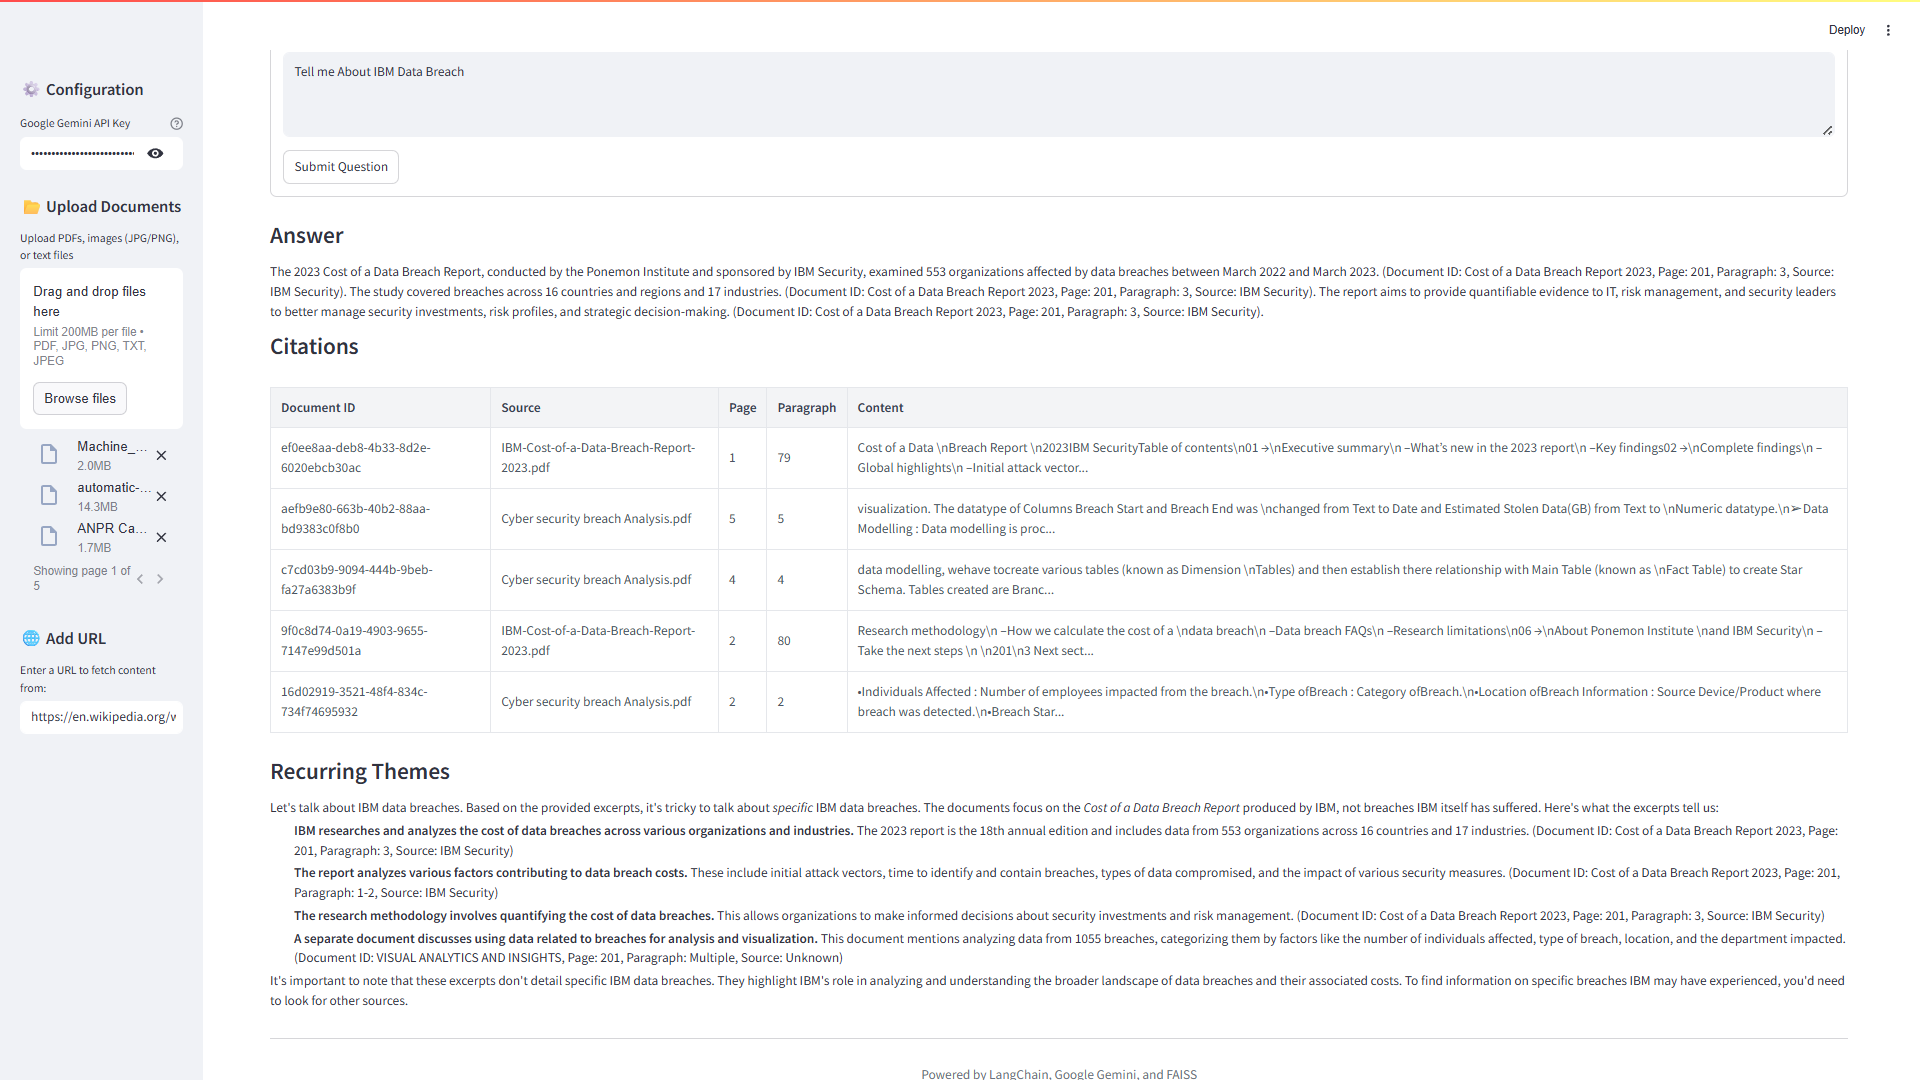 Deploy
Configuration
Google Gemini API Key
Upload Documents
Upload PDFs, images (JPG/PNG),
or text files
Drag and drop files
here
Limit 200MB per file •
PDF, JPG, PNG, TXT,
JPEG
Browse files
Machine_...
2.0MB
automatic-...
14.3MB
ANPR Ca...
1.7MB
Showing page 1 of
5
Add URL
Enter a URL to fetch content
from:
https://en.wikipedia.org/w
Tell me About IBM Data Breach
Submit Question
Answer
The 2023 Cost of a Data Breach Report, conducted by the Ponemon Institute and sponsored by IBM Security, examined 553 organizations affected by data breaches between March 2022 and March 2023. (Document ID: Cost of a Data Breach Report 2023, Page: 201, Paragraph: 3, Source:
IBM Security). The study covered breaches across 16 countries and regions and 17 industries. (Document ID: Cost of a Data Breach Report 2023, Page: 201, Paragraph: 3, Source: IBM Security). The report aims to provide quantifiable evidence to IT, risk management, and security leaders
to better manage security investments, risk profiles, and strategic decision-making. (Document ID: Cost of a Data Breach Report 2023, Page: 201, Paragraph: 3, Source: IBM Security).
Citations
Document ID Source Page Paragraph Content
ef0ee8aa-deb8-4b33-8d2e-
6020ebcb30ac
IBM-Cost-of-a-Data-Breach-Report-
2023.pdf
1
79
Cost of a Data \nBreach Report \n2023IBM SecurityTable of contents\n01 →\nExecutive summary\n –What's new in the 2023 report\n –Key findings02 →\nComplete findings\n –
Global highlights\n –Initial attack vector...
aefb9e80-663b-40b2-88aa-
bd9383c0f8b0
Cyber security breach Analysis.pdf
5
5
visualization. The datatype of Columns Breach Start and Breach End was \nchanged from Text to Date and Estimated Stolen Data(GB) from Text to \nNumeric datatype.\n➢Data
Modelling : Data modelling is proc...
c7cd03b9-9094-444b-9beb-
fa27a6383b9f
Cyber security breach Analysis.pdf
4
4
data modelling, wehave tocreate various tables (known as Dimension \nTables) and then establish there relationship with Main Table (known as \nFact Table) to create Star
Schema. Tables created are Branc...
9f0c8d74-0a19-4903-9655-
7147e99d501a
IBM-Cost-of-a-Data-Breach-Report-
2023.pdf
2
80
Research methodology\n –How we calculate the cost of a \ndata breach\n –Data breach FAQs\n –Research limitations\n06 →\nAbout Ponemon Institute \nand IBM Security\n –
Take the next steps \n \n201\n3 Next sect...
16d02919-3521-48f4-834c-
734f74695932
Cyber security breach Analysis.pdf
2
2
•Individuals Affected : Number of employees impacted from the breach.\n•Type ofBreach : Category ofBreach.\n•Location ofBreach Information : Source Device/Product where
breach was detected.\n•Breach Star...
Recurring Themes
Let's talk about IBM data breaches. Based on the provided excerpts, it's tricky to talk about specific IBM data breaches. The documents focus on the Cost of a Data Breach Report produced by IBM, not breaches IBM itself has suffered. Here's what the excerpts tell us:
IBM researches and analyzes the cost of data breaches across various organizations and industries. The 2023 report is the 18th annual edition and includes data from 553 organizations across 16 countries and 17 industries. (Document ID: Cost of a Data Breach Report 2023, Page:
201, Paragraph: 3, Source: IBM Security)
The report analyzes various factors contributing to data breach costs. These include initial attack vectors, time to identify and contain breaches, types of data compromised, and the impact of various security measures. (Document ID: Cost of a Data Breach Report 2023, Page: 201,
Paragraph: 1-2, Source: IBM Security)
The research methodology involves quantifying the cost of data breaches. This allows organizations to make informed decisions about security investments and risk management. (Document ID: Cost of a Data Breach Report 2023, Page: 201, Paragraph: 3, Source: IBM Security)
A separate document discusses using data related to breaches for analysis and visualization. This document mentions analyzing data from 1055 breaches, categorizing them by factors like the number of individuals affected, type of breach, location, and the department impacted.
(Document ID: VISUAL ANALYTICS AND INSIGHTS, Page: 201, Paragraph: Multiple, Source: Unknown)
It's important to note that these excerpts don't detail specific IBM data breaches. They highlight IBM's role in analyzing and understanding the broader landscape of data breaches and their associated costs. To find information on specific breaches IBM may have experienced, you'd need
to look for other sources.
Powered by LangChain, Google Gemini, and FAISS